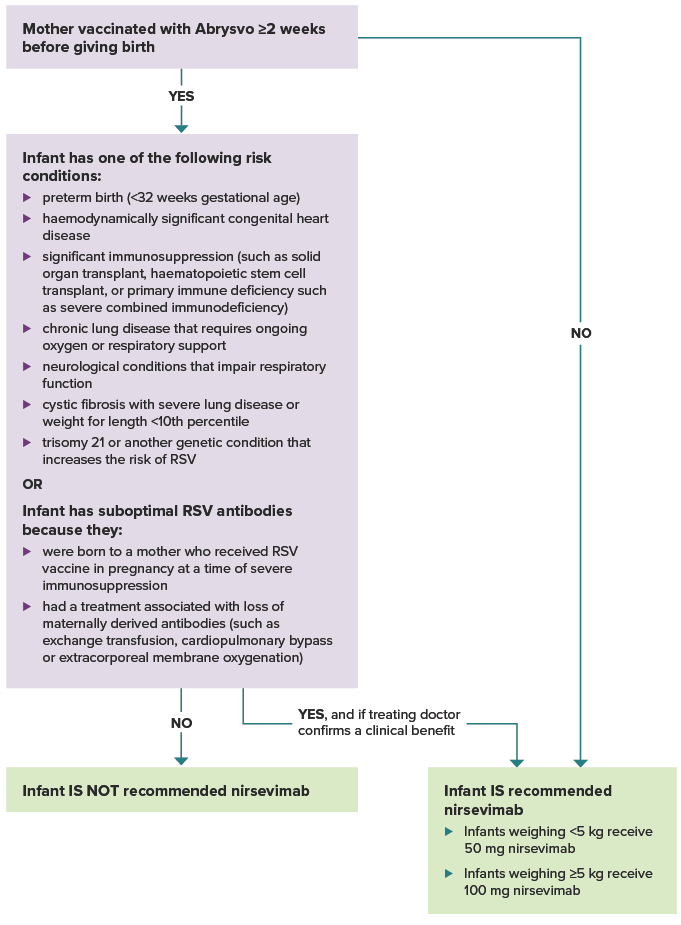 Mother vaccinated with Abrysvo ≥2 weeks
before giving birth
YES
Infant has one of the following risk
conditions:
preterm birth (<32 weeks gestational age)
haemodynamically significant congenital heart
disease
significant immunosuppression (such as solid
organ transplant, haematopoietic stem cell
transplant, or primary immune deficiency such
as severe combined immunodeficiency)
chronic lung disease that requires ongoing
oxygen or respiratory support
neurological conditions that impair respiratory
function
cystic fibrosis with severe lung disease or
weight for length <10th percentile
trisomy 21 or another genetic condition that
increases the risk of RSV
OR
Infant has suboptimal RSV antibodies
because they:
were born to a mother who received RSV
vaccine in pregnancy at a time of severe
immunosuppression
had a treatment associated with loss of
maternally derived antibodies (such as
exchange transfusion, cardiopulmonary bypass
or extracorporeal membrane oxygenation)
NO
NO
YES, and if treating doctor
confirms a clinical benefit
Infant IS NOT recommended nirsevimab
Infant IS recommended
nirsevimab
Infants weighing <5 kg receive
50 mg nirsevimab
Infants weighing ≥5 kg receive
100 mg nirsevimab